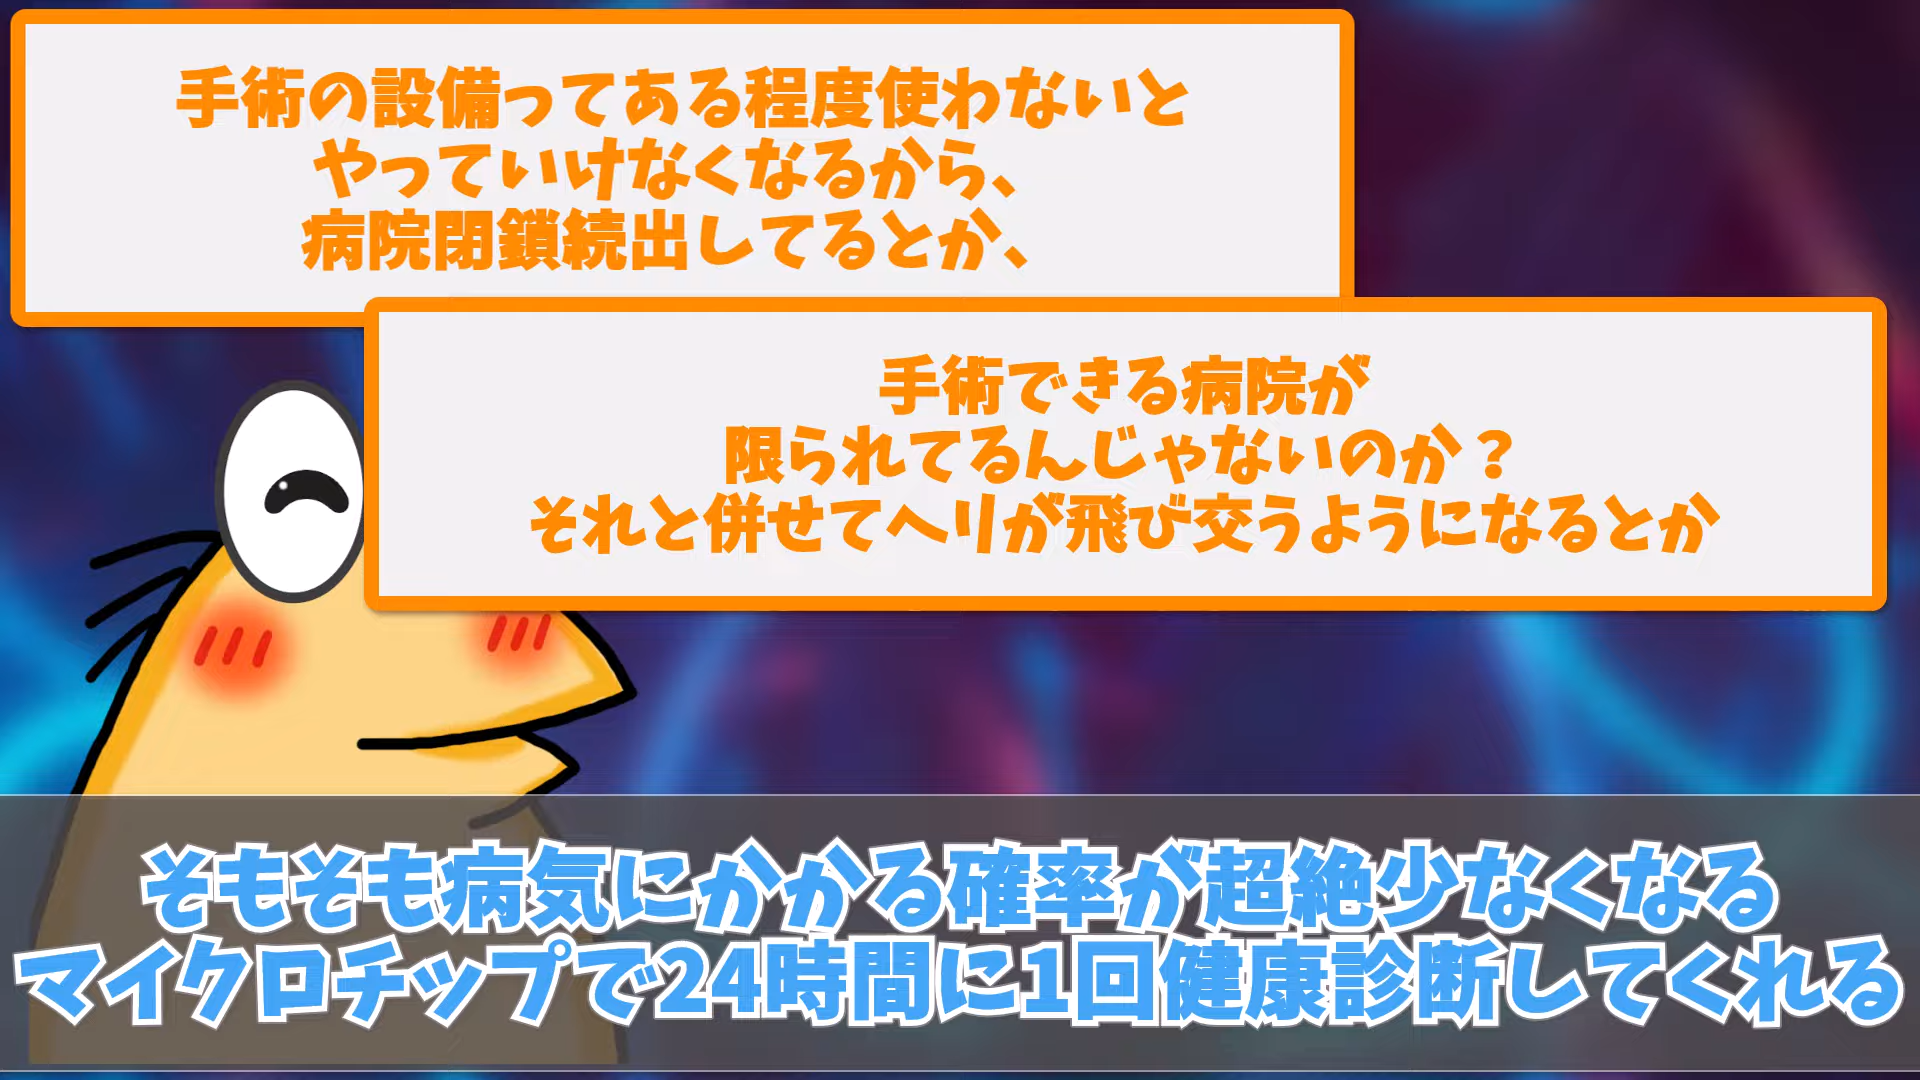 手術の設備ってある程度使わないと
やっていけなくなるから、
病院閉鎖続出してるとか、
手術できる病院が
限られてるんじゃないのか？
それと併せてヘリが飛び交うようになるとか
そもそも病気にかかる確率が超絶少なくなる
マイクロチップで24時間に1回健康診断してくれる